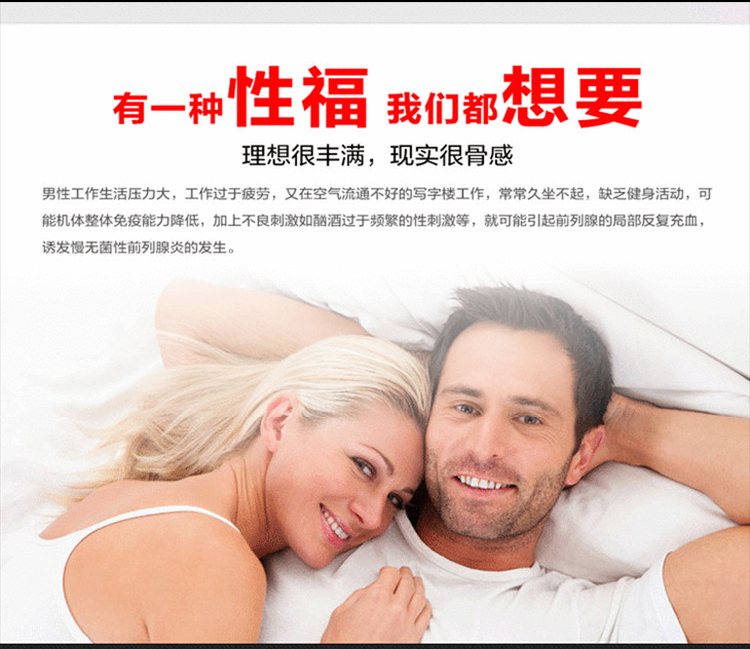 有一种性福 我们都想要
理想很丰满，现实很骨感
男性工作生活压力大，工作过于疲劳，又在空气流通不好的写字楼工作，常常久坐不起，缺乏健身活动，可
能机体整体免疫能力降低，加上不良刺激如酗酒过于频繁的性刺激等，就可能引起前列腺的局部反复充血，
诱发慢无菌性前列腺炎的发生。